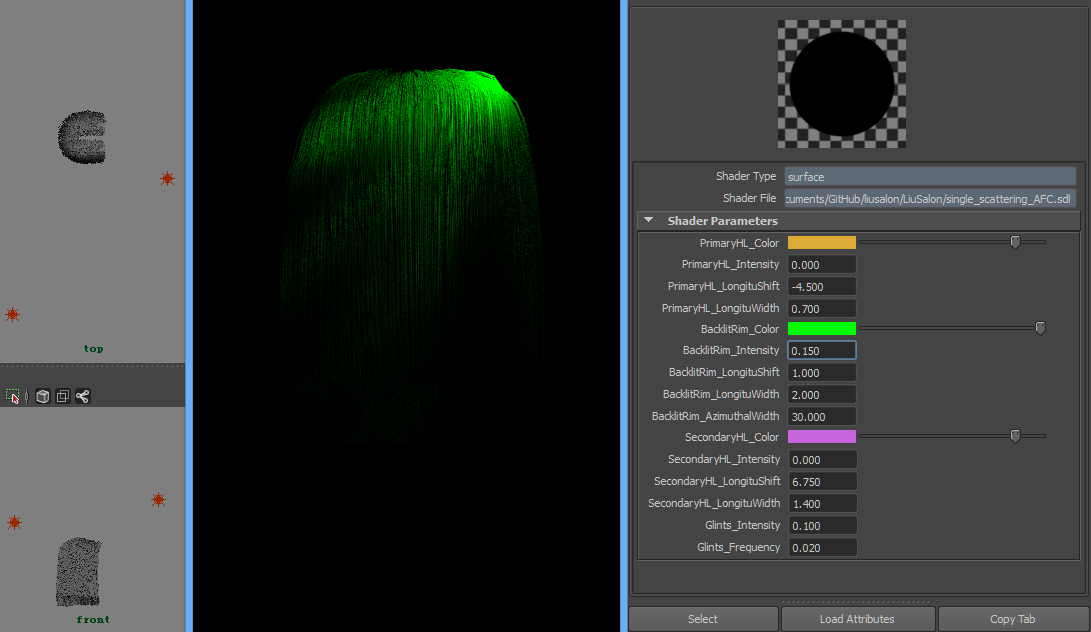 top
front
Shader Type surface
Shader File cuments/GitHub/liusalon/LiuSalon/single_scattering_AFC.sdl
Shader Parameters
PrimaryHL_Color
PrimaryHL_Intensity 0.000
PrimaryHL_LongituShift -4.500
PrimaryHL_LongituWidth 0.700
BacklitRim_Color
BacklitRim_Intensity 0.150
BacklitRim_LongituShift 1.000
BacklitRim_LongituWidth 2.000
BacklitRim_AzimuthalWidth 30.000
SecondaryHL_Color
SecondaryHL_Intensity 0.000
SecondaryHL_LongituShift 6.750
SecondaryHL_LongituWidth 1.400
Glints_Intensity 0.100
Glints_Frequency 0.020
Select Load Attributes Copy Tab